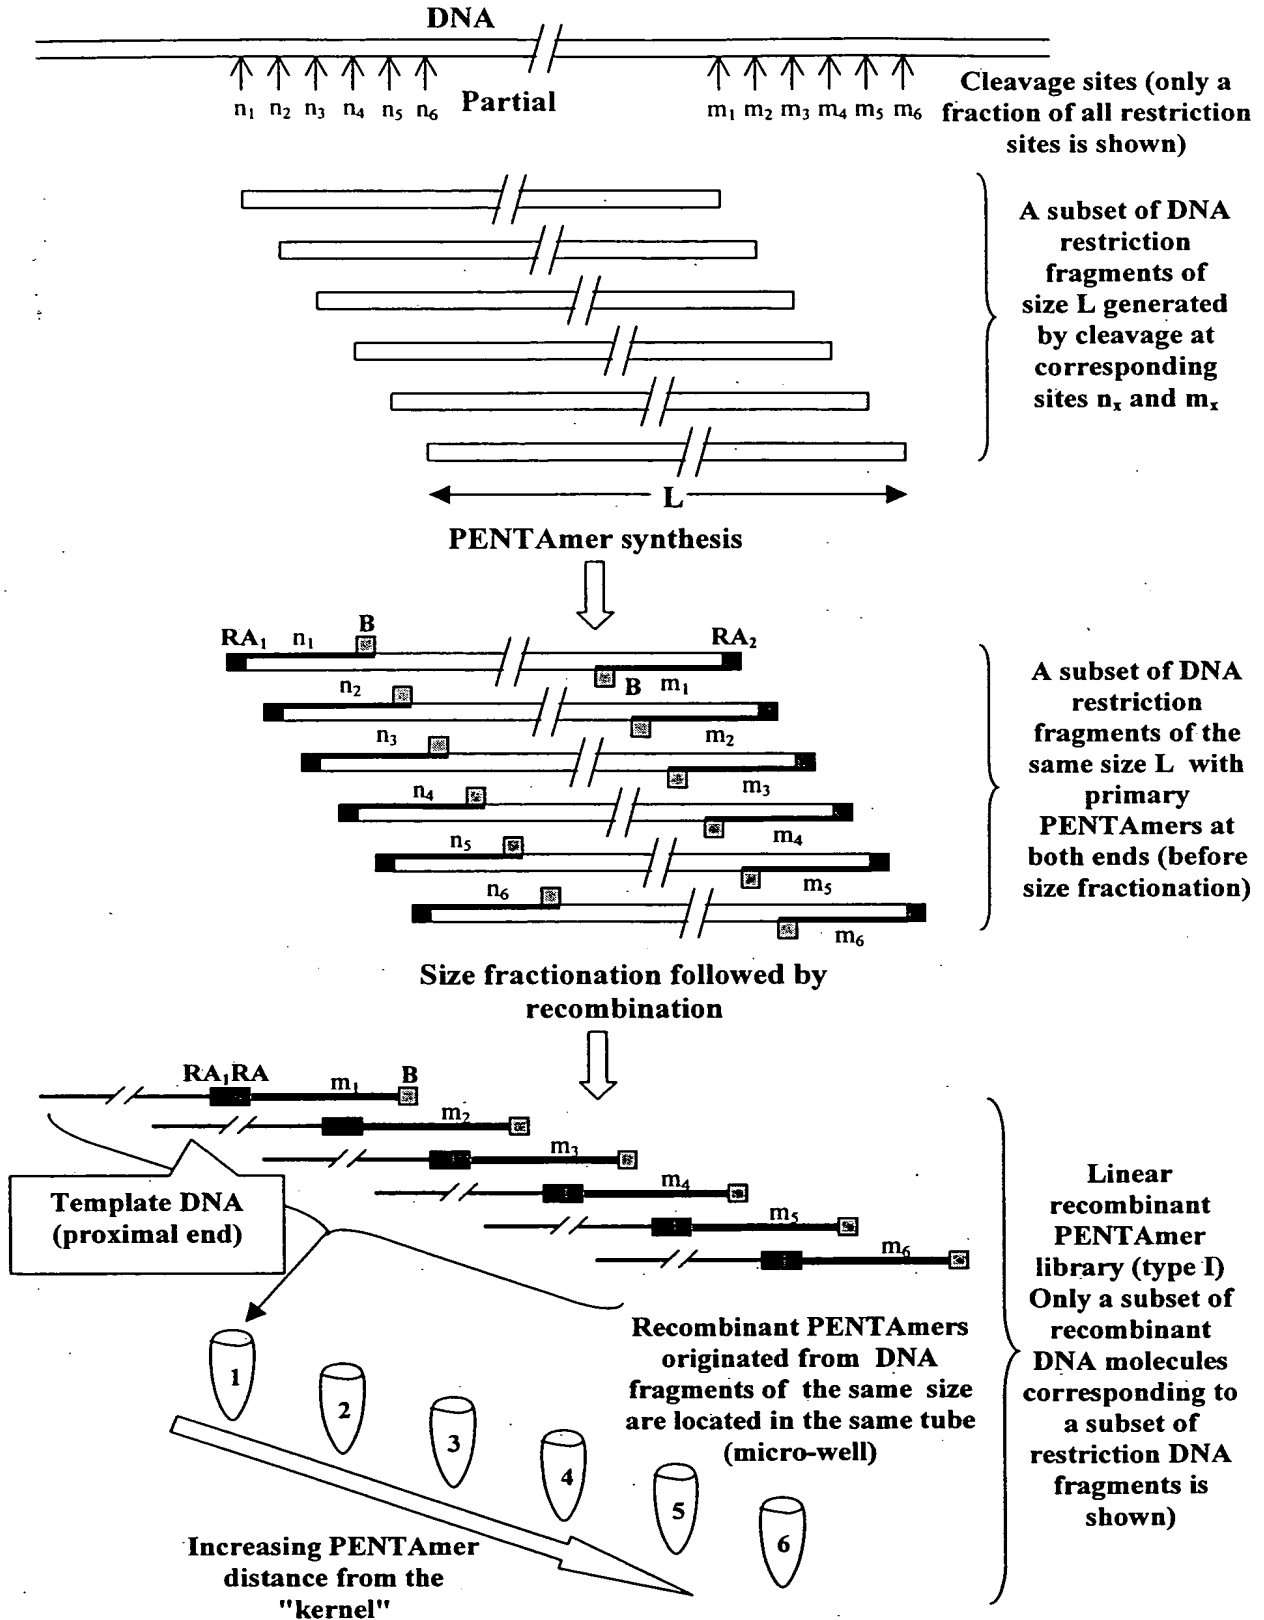 DNA
n1 n2 n3 n4 n5 n6
Partial
m1 m2 m3 m4 m5 m6
Cleavage sites (only a
fraction of all restriction
sites is shown)
A subset of DNA
restriction
fragments of
size L generated
by cleavage at
corresponding
sites nx and mx
L
PENTAmer synthesis
RA1 n1 B RA2
B m1
n2
m2
n3
m3
n4
m4
n5
m5
n6
m6
A subset of DNA
restriction
fragments of the
same size L with
primary
PENTAmers at
both ends (before
size fractionation)
Size fractionation followed by
recombination
RA1RA m1 B
m2
m3
m4
m5
m6
Template DNA
(proximal end)
Linear
recombinant
PENTAmer
library (type I)
Only a subset of
recombinant
DNA molecules
corresponding to
a subset of
restriction DNA
fragments is
shown)
Recombinant PENTAmers
originated from DNA
fragments of the same size
are located in the same tube
(micro-well)
1
2
3
4
5
6
Increasing PENTAmer
distance from the
"kernel"